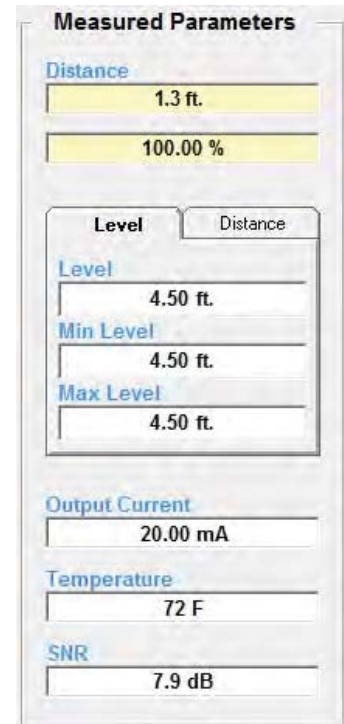 Measured Parameters
Distance
1.3 ft.
100.00 %
Level Distance
Level
4.50 ft.
Min Level
4.50 ft.
Max Level
4.50 ft.
Output Current
20.00 mA
Temperature
72 F
SNR
7.9 dB